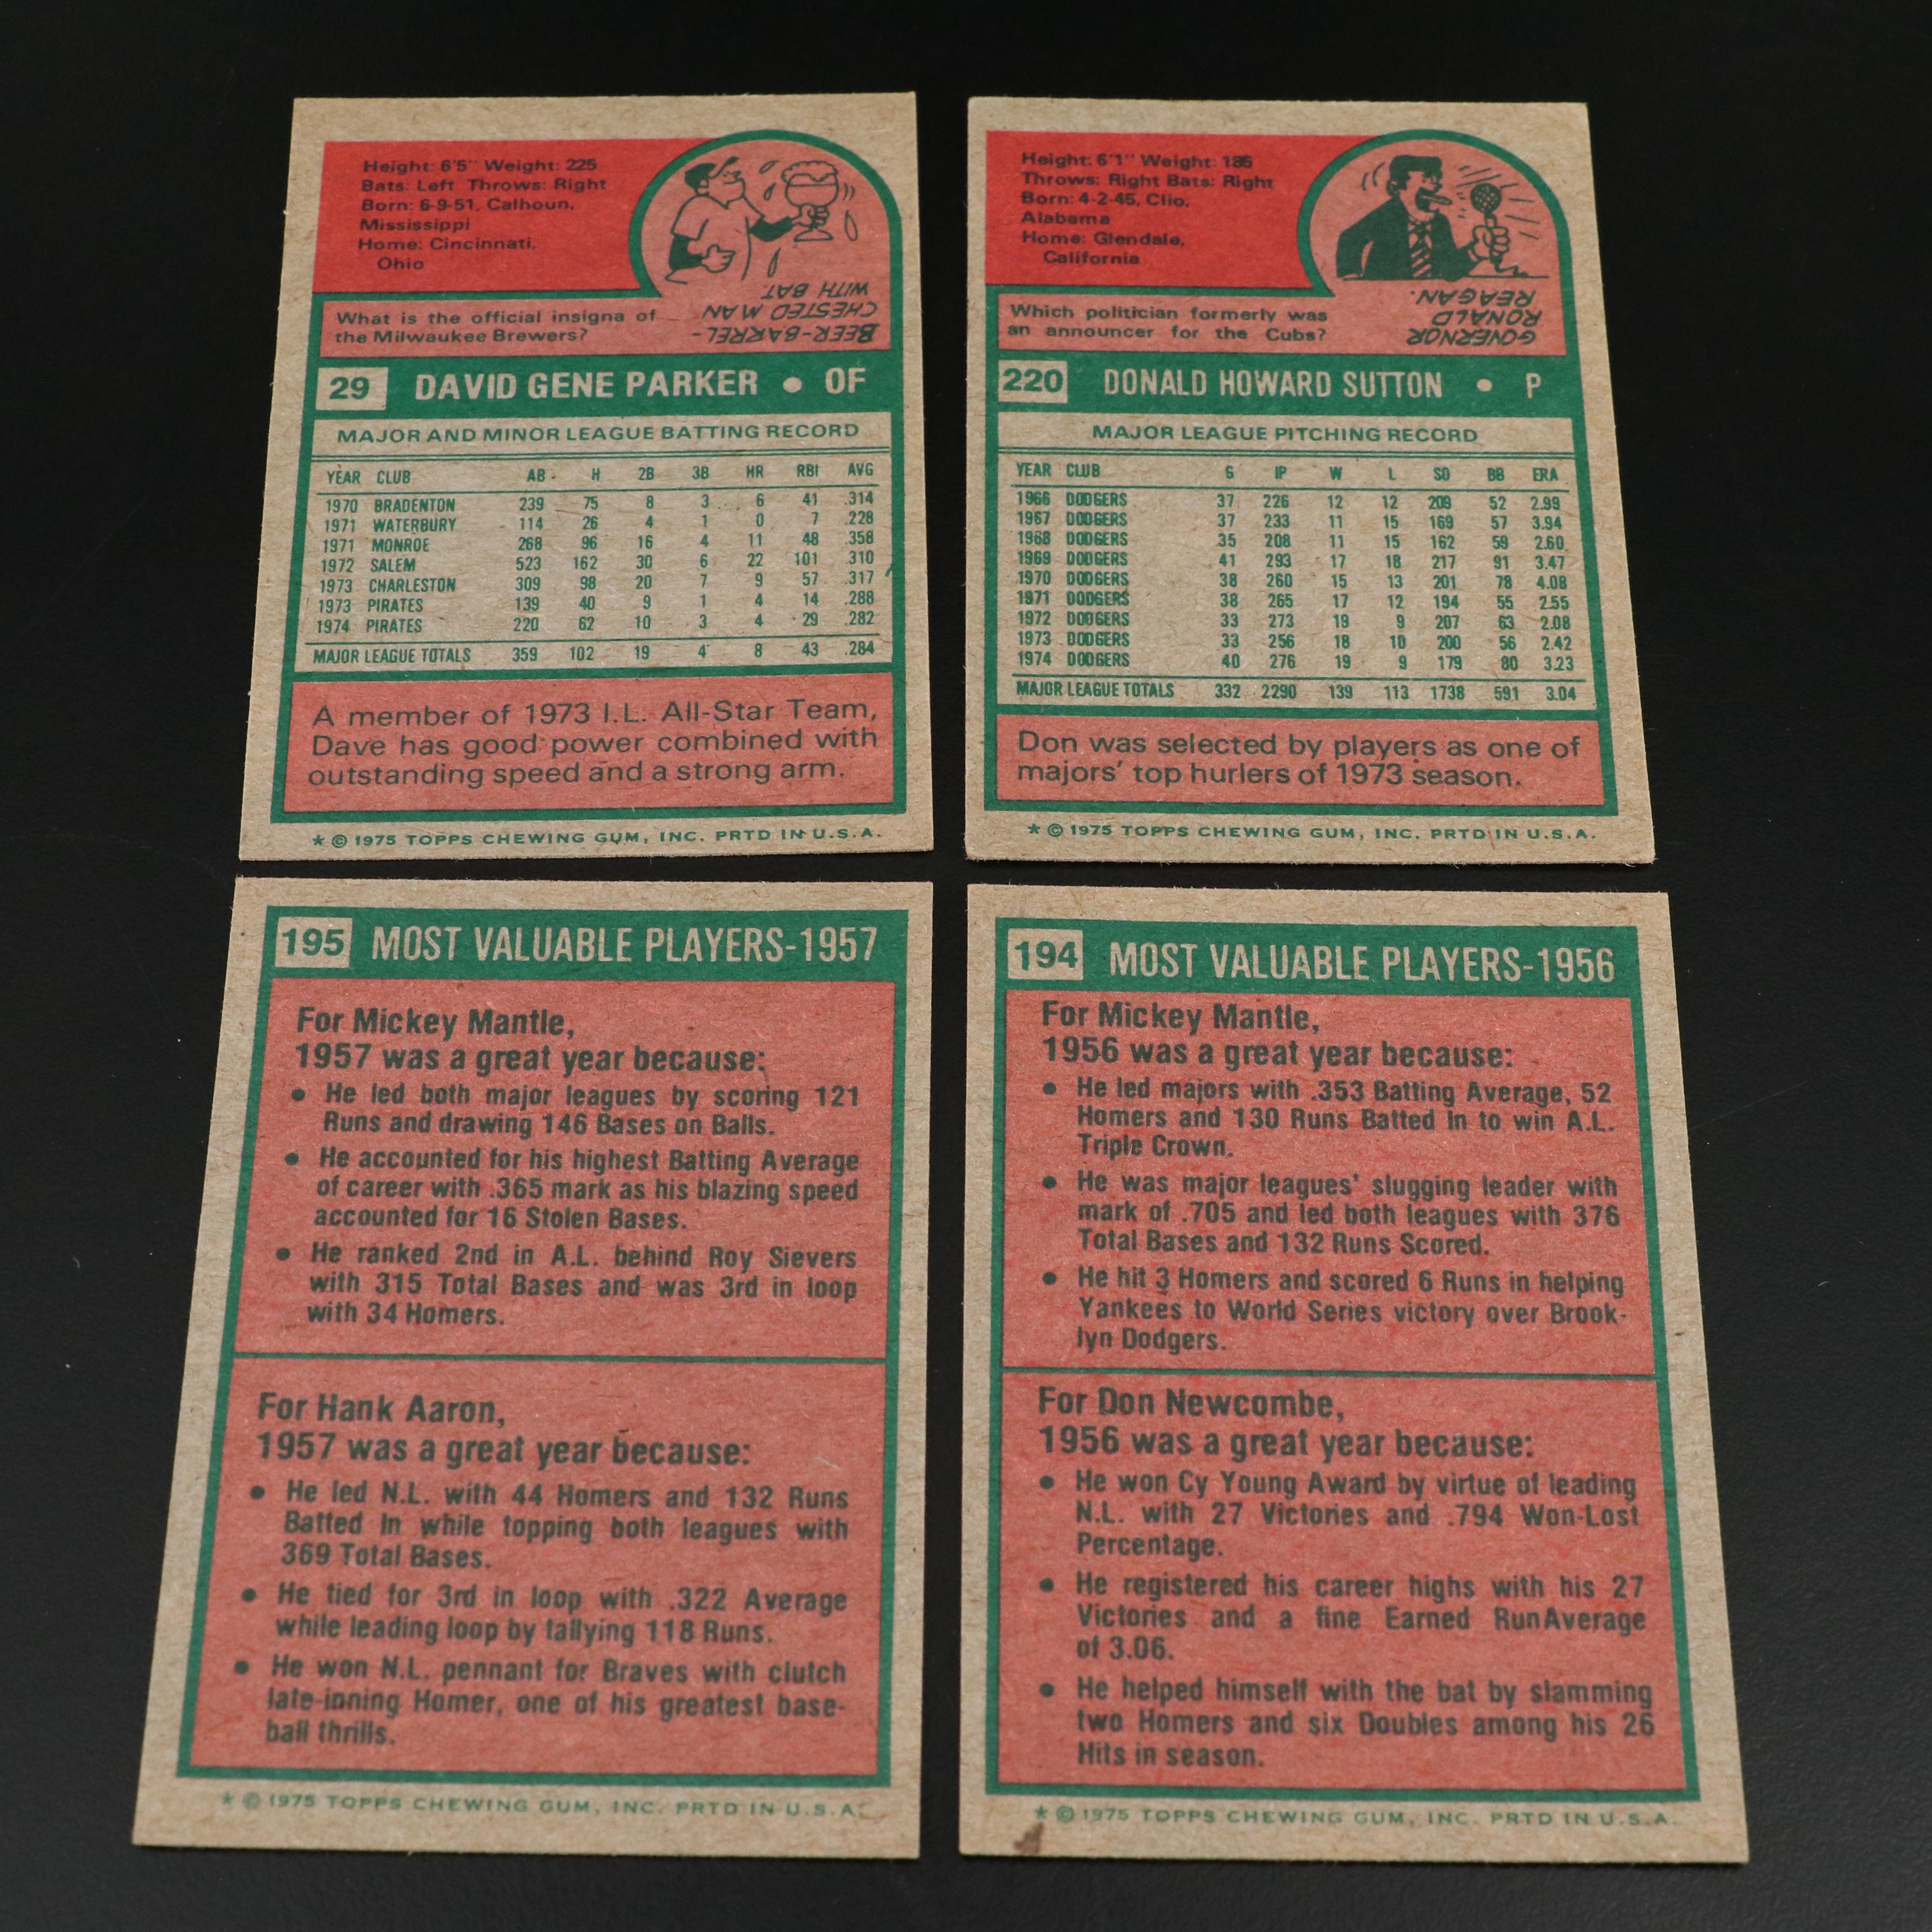 Height: 6'5" Weight: 225
Bats: Left Throws: Right
Born: 6-9-51, Calhoun,
Mississippi
Home: Cincinnati,
Ohio
What is the official insigna of
the Milwaukee Brewers?
BEER-BARREL-
CHESTED MAN
WITH BAT.
29 DAVID GENE PARKER • OF
MAJOR AND MINOR LEAGUE BATTING RECORD
YEAR CLUB AB H 2B 3B HR RBI AVG
1970 BRADENTON 239 75 8 3 6 41 .314
1971 WATERBURY 114 26 4 1 0 7 .228
1971 MONROE 268 96 16 4 11 48 .358
1972 SALEM 523 162 30 6 22 101 .310
1973 CHARLESTON 309 98 20 7 9 57 .317
1973 PIRATES 139 40 9 1 4 14 .288
1974 PIRATES 220 62 10 3 4 29 .282
MAJOR LEAGUE TOTALS 359 102 19 4 8 43 .284
A member of 1973 I.L. All-Star Team,
Dave has good power combined with
outstanding speed and a strong arm.
* © 1975 TOPPS CHEWING GUM, INC. PRTD IN U.S.A.
Height: 6'1" Weight: 185
Throws: Right Bats: Right
Born: 4-2-45, Clio,
Alabama
Home: Glendale,
California
Which politician formerly was
an announcer for the Cubs?
GOVERNOR
RONALD
REAGAN.
220 DONALD HOWARD SUTTON • P
MAJOR LEAGUE PITCHING RECORD
YEAR CLUB G IP W L SO BB ERA
1966 DODGERS 37 226 12 12 209 52 2.99
1967 DODGERS 37 233 11 15 169 57 3.94
1968 DODGERS 35 208 11 15 162 59 2.60
1969 DODGERS 41 293 17 18 217 91 3.47
1970 DODGERS 38 260 15 13 201 78 4.08
1971 DODGERS 38 265 17 12 194 55 2.55
1972 DODGERS 33 273 19 9 207 63 2.08
1973 DODGERS 33 256 18 10 200 56 2.42
1974 DODGERS 40 276 19 9 179 80 3.23
MAJOR LEAGUE TOTALS 332 2290 139 113 1738 591 3.04
Don was selected by players as one of
majors' top hurlers of 1973 season.
* © 1975 TOPPS CHEWING GUM, INC. PRTD IN U.S.A.
195 MOST VALUABLE PLAYERS-1957
For Mickey Mantle,
1957 was a great year because:
• He led both major leagues by scoring 121
Runs and drawing 146 Bases on Balls.
• He accounted for his highest Batting Average
of career with .365 mark as his blazing speed
accounted for 16 Stolen Bases.
• He ranked 2nd in A.L. behind Roy Sievers
with 315 Total Bases and was 3rd in loop
with 34 Homers.
For Hank Aaron,
1957 was a great year because:
• He led N.L. with 44 Homers and 132 Runs
Batted In while topping both leagues with
369 Total Bases.
• He tied for 3rd in loop with .322 Average
while leading loop by tallying 118 Runs.
• He won N.L. pennant for Braves with clutch
late-inning Homer, one of his greatest base-
ball thrills.
* © 1975 TOPPS CHEWING GUM, INC. PRTD IN U.S.A.
194 MOST VALUABLE PLAYERS-1956
For Mickey Mantle,
1956 was a great year because:
• He led majors with .353 Batting Average, 52
Homers and 130 Runs Batted In to win A.L.
Triple Crown.
• He was major leagues' slugging leader with
mark of .705 and led both leagues with 376
Total Bases and 132 Runs Scored.
• He hit 3 Homers and scored 6 Runs in helping
Yankees to World Series victory over Brook-
lyn Dodgers.
For Don Newcombe,
1956 was a great year because:
• He won Cy Young Award by virtue of leading
N.L. with 27 Victories and .794 Won-Lost
Percentage.
• He registered his career highs with his 27
Victories and a fine Earned Run Average
of 3.06.
• He helped himself with the bat by slamming
two Homers and six Doubles among his 26
Hits in season.
* © 1975 TOPPS CHEWING GUM, INC. PRTD IN U.S.A.